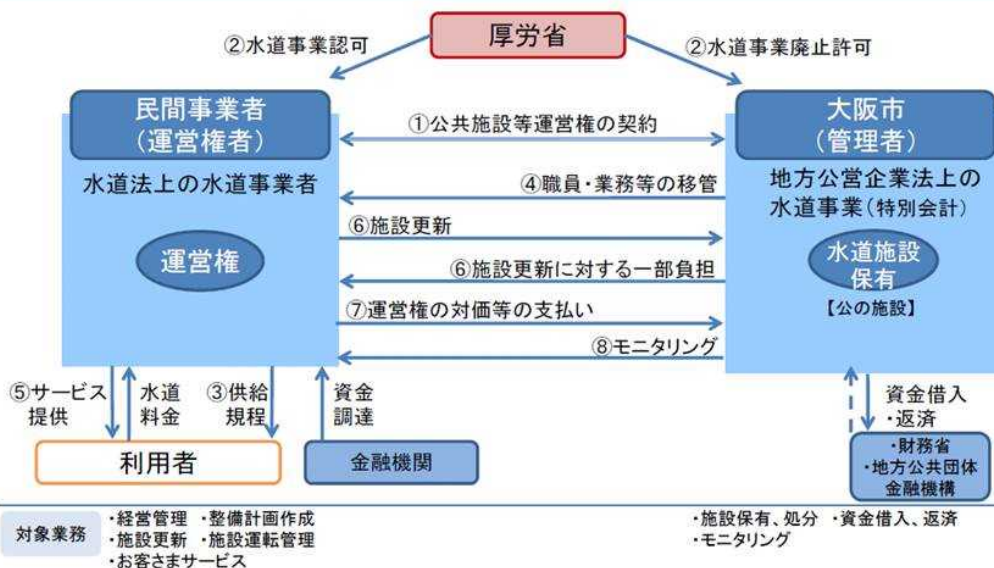 厚労省
②水道事業認可
②水道事業廃止許可
民間事業者
(運営権者)
大阪市
(管理者)
①公共施設等運営権の契約
水道法上の水道事業者
④職員・業務等の移管
地方公営企業法上の
水道事業(特別会計)
⑥施設更新
運営権
水道施設
保有
⑥施設更新に対する一部負担
【公の施設】
⑦運営権の対価等の支払い
⑧モニタリング
⑤サービス
提供
水道
料金
③供給
規程
資金
調達
資金借入
・返済
利用者
金融機関
・財務省
・地方公共団体
金融機構
対象業務
・経営管理 ・整備計画作成
・施設更新 ・施設運転管理
・お客さまサービス
・施設保有、処分 ・資金借入、返済
・モニタリング